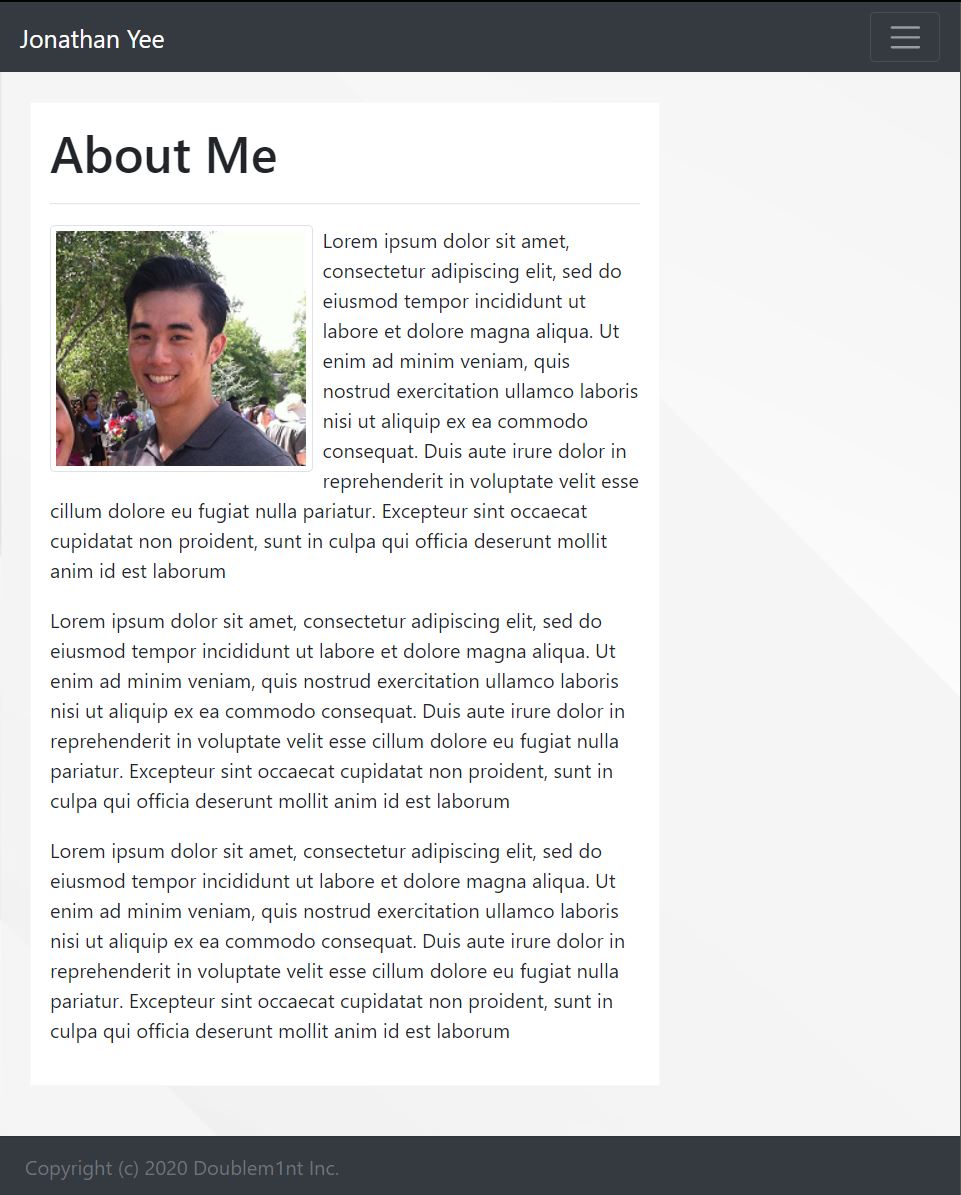 Jonathan Yee
About Me
Lorem ipsum dolor sit amet,
consectetur adipiscing elit, sed do
eiusmod tempor incididunt ut
labore et dolore magna aliqua. Ut
enim ad minim veniam, quis
nostrud exercitation ullamco laboris
nisi ut aliquip ex ea commodo
consequat. Duis aute irure dolor in
reprehenderit in voluptate velit esse
cillum dolore eu fugiat nulla pariatur. Excepteur sint occaecat
cupidatat non proident, sunt in culpa qui officia deserunt mollit
anim id est laborum
Lorem ipsum dolor sit amet, consectetur adipiscing elit, sed do
eiusmod tempor incididunt ut labore et dolore magna aliqua. Ut
enim ad minim veniam, quis nostrud exercitation ullamco laboris
nisi ut aliquip ex ea commodo consequat. Duis aute irure dolor in
reprehenderit in voluptate velit esse cillum dolore eu fugiat nulla
pariatur. Excepteur sint occaecat cupidatat non proident, sunt in
culpa qui officia deserunt mollit anim id est laborum
Lorem ipsum dolor sit amet, consectetur adipiscing elit, sed do
eiusmod tempor incididunt ut labore et dolore magna aliqua. Ut
enim ad minim veniam, quis nostrud exercitation ullamco laboris
nisi ut aliquip ex ea commodo consequat. Duis aute irure dolor in
reprehenderit in voluptate velit esse cillum dolore eu fugiat nulla
pariatur. Excepteur sint occaecat cupidatat non proident, sunt in
culpa qui officia deserunt mollit anim id est laborum
Copyright (c) 2020 Doublem1nt Inc.